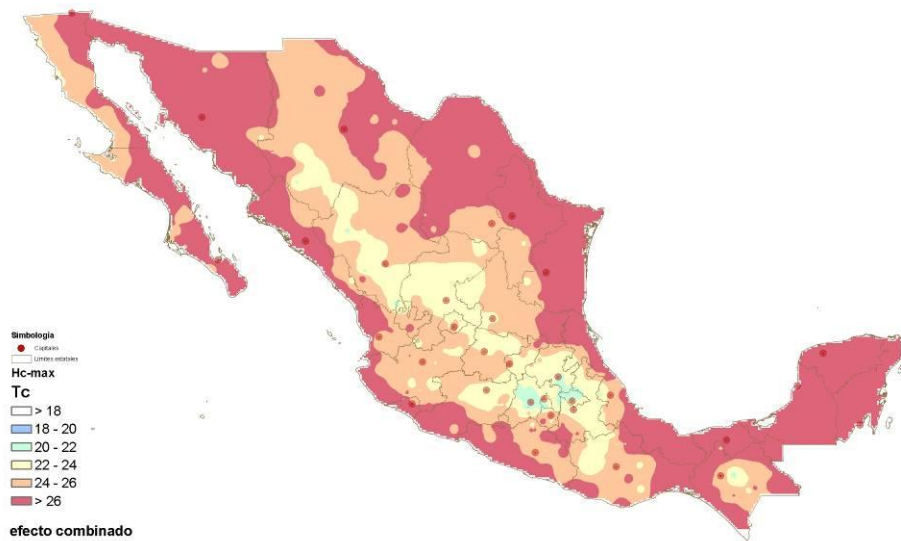 Simbología
Capitales
Límites estatales
Hc-max
Tc
> 18
18 - 20
20 - 22
22 - 24
24 - 26
> 26
efecto combinado